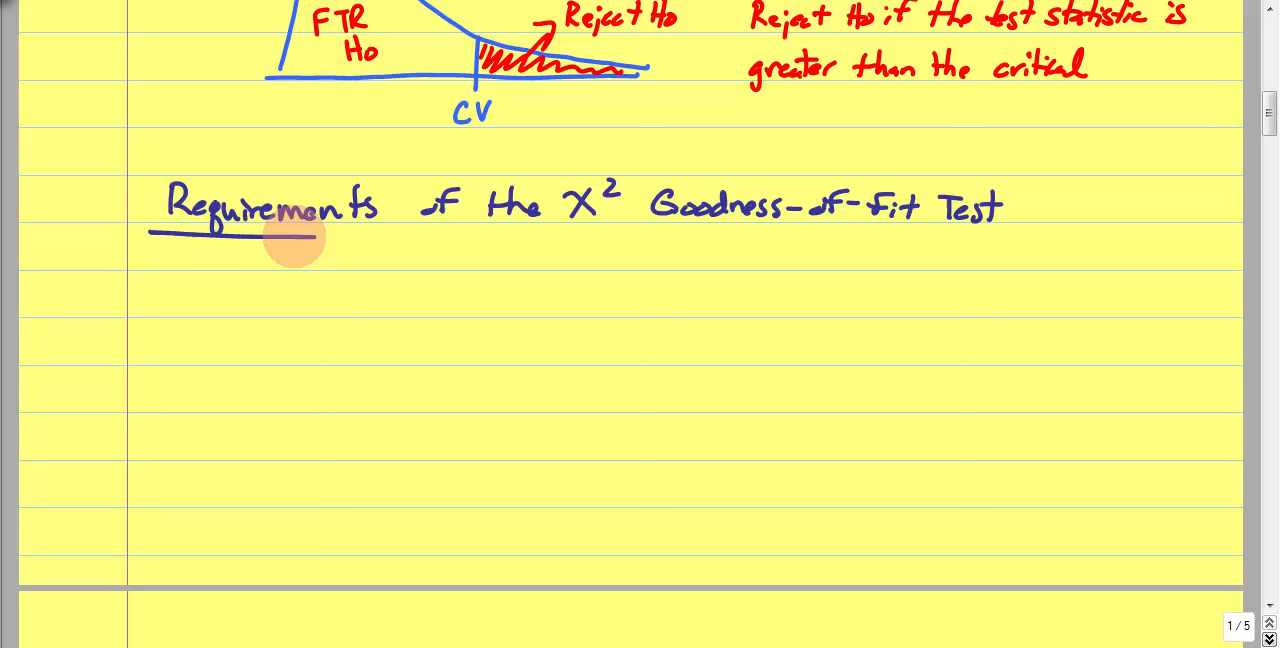 Reject Ho
Reject Ho if the test statistic is
FTR
Ho
greater than the critical
CV
Requirements of the X² Goodness-of-fit Test
1 / 5